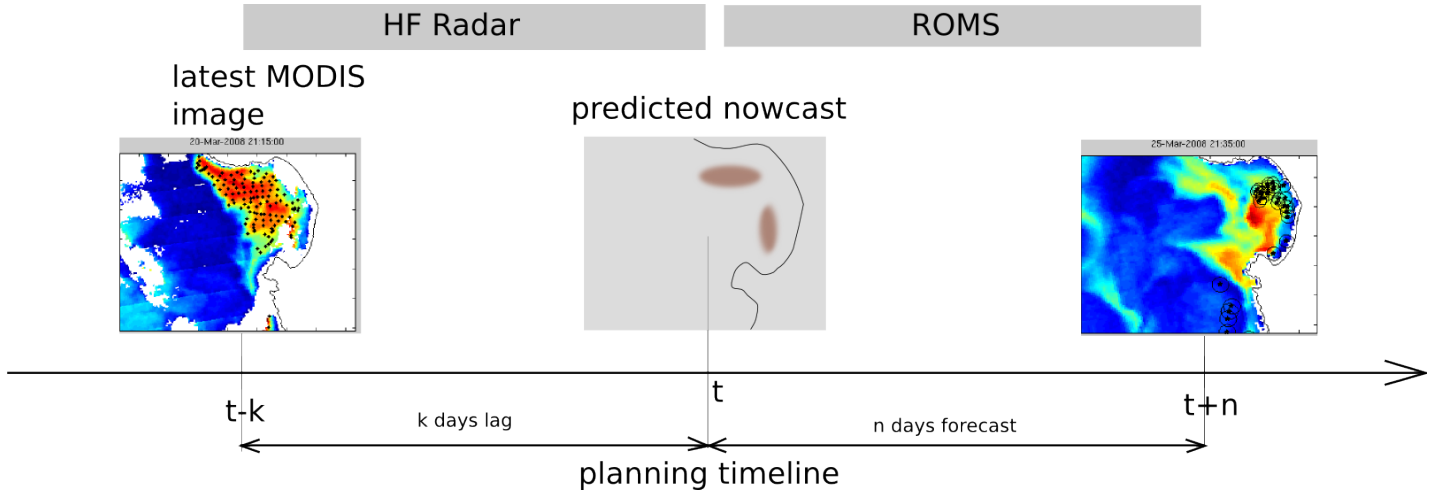 HF Radar
ROMS
latest MODIS
image
predicted nowcast
20-Mar-2008 21:15:00
25-Mar-2008 21:35:00
t-k
t
t+n
k days lag
n days forecast
planning timeline